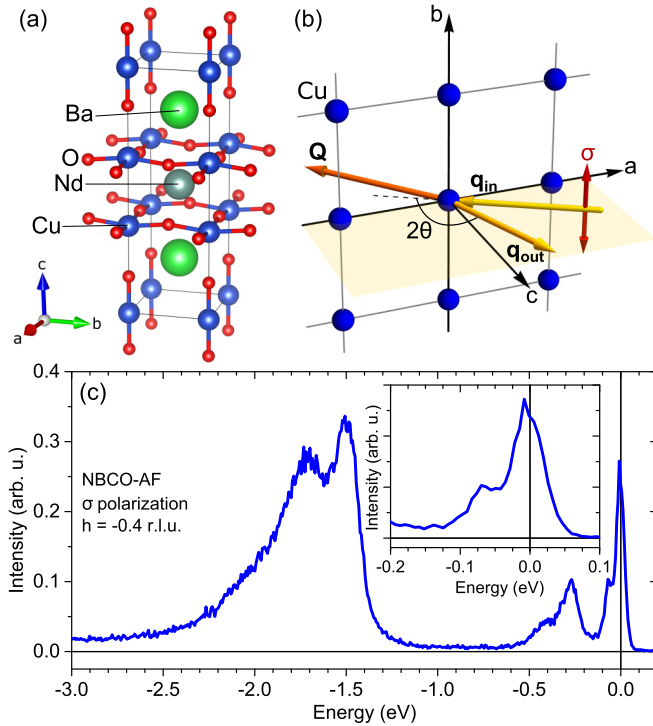 (a)
Ba
O
Nd
Cu
c
b
a
(b)
b
Cu
σ
Q
q_in
a
2θ
q_out
c
(c)
NBCO-AF
σ polarization
h = -0.4 r.l.u.
Intensity (arb. u.)
0.4
0.3
0.2
0.1
0.0
-3.0 -2.5 -2.0 -1.5 -1.0 -0.5 0.0
Energy (eV)
Intensity (arb. u.)
-0.2 -0.1 0.0 0.1
Energy (eV)